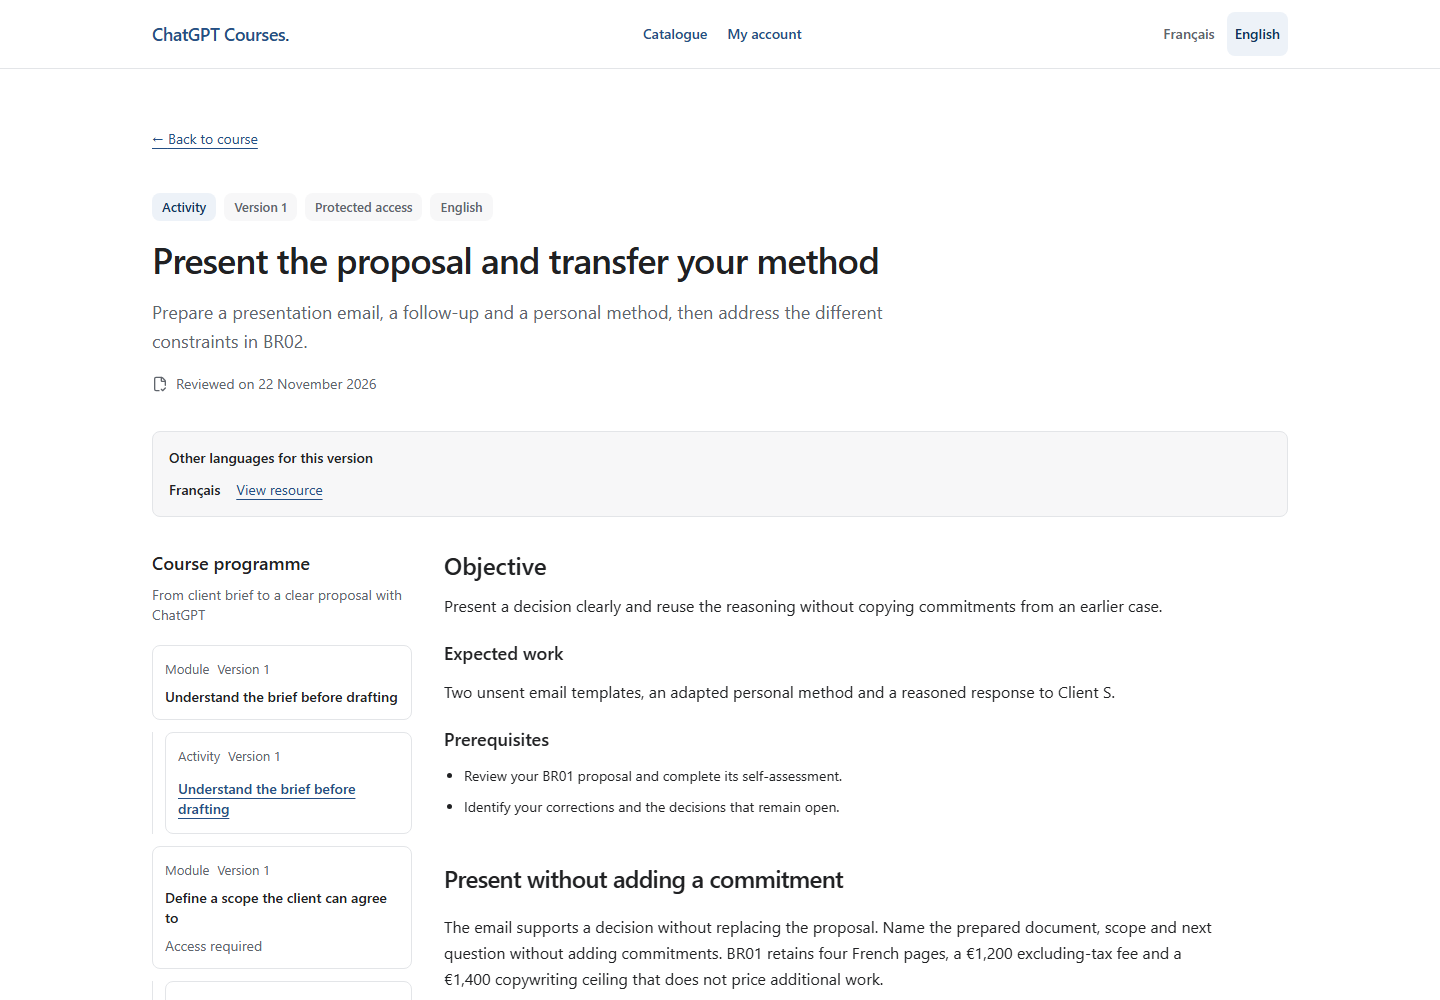 ChatGPT Courses.
Catalogue
My account
Français
English
← Back to course
Activity
Version 1
Protected access
English
Present the proposal and transfer your method
Prepare a presentation email, a follow-up and a personal method, then address the different
constraints in BR02.
Reviewed on 22 November 2026
Other languages for this version
Français View resource
Course programme
From client brief to a clear proposal with
ChatGPT
Module Version 1
Understand the brief before drafting
Activity Version 1
Understand the brief before
drafting
Module Version 1
Define a scope the client can agree
to
Access required
Objective
Present a decision clearly and reuse the reasoning without copying commitments from an earlier case.
Expected work
Two unsent email templates, an adapted personal method and a reasoned response to Client S.
Prerequisites
• Review your BR01 proposal and complete its self-assessment.
• Identify your corrections and the decisions that remain open.
Present without adding a commitment
The email supports a decision without replacing the proposal. Name the prepared document, scope and next
question without adding commitments. BR01 retains four French pages, a €1,200 excluding-tax fee and a
€1,400 copywriting ceiling that does not price additional work.